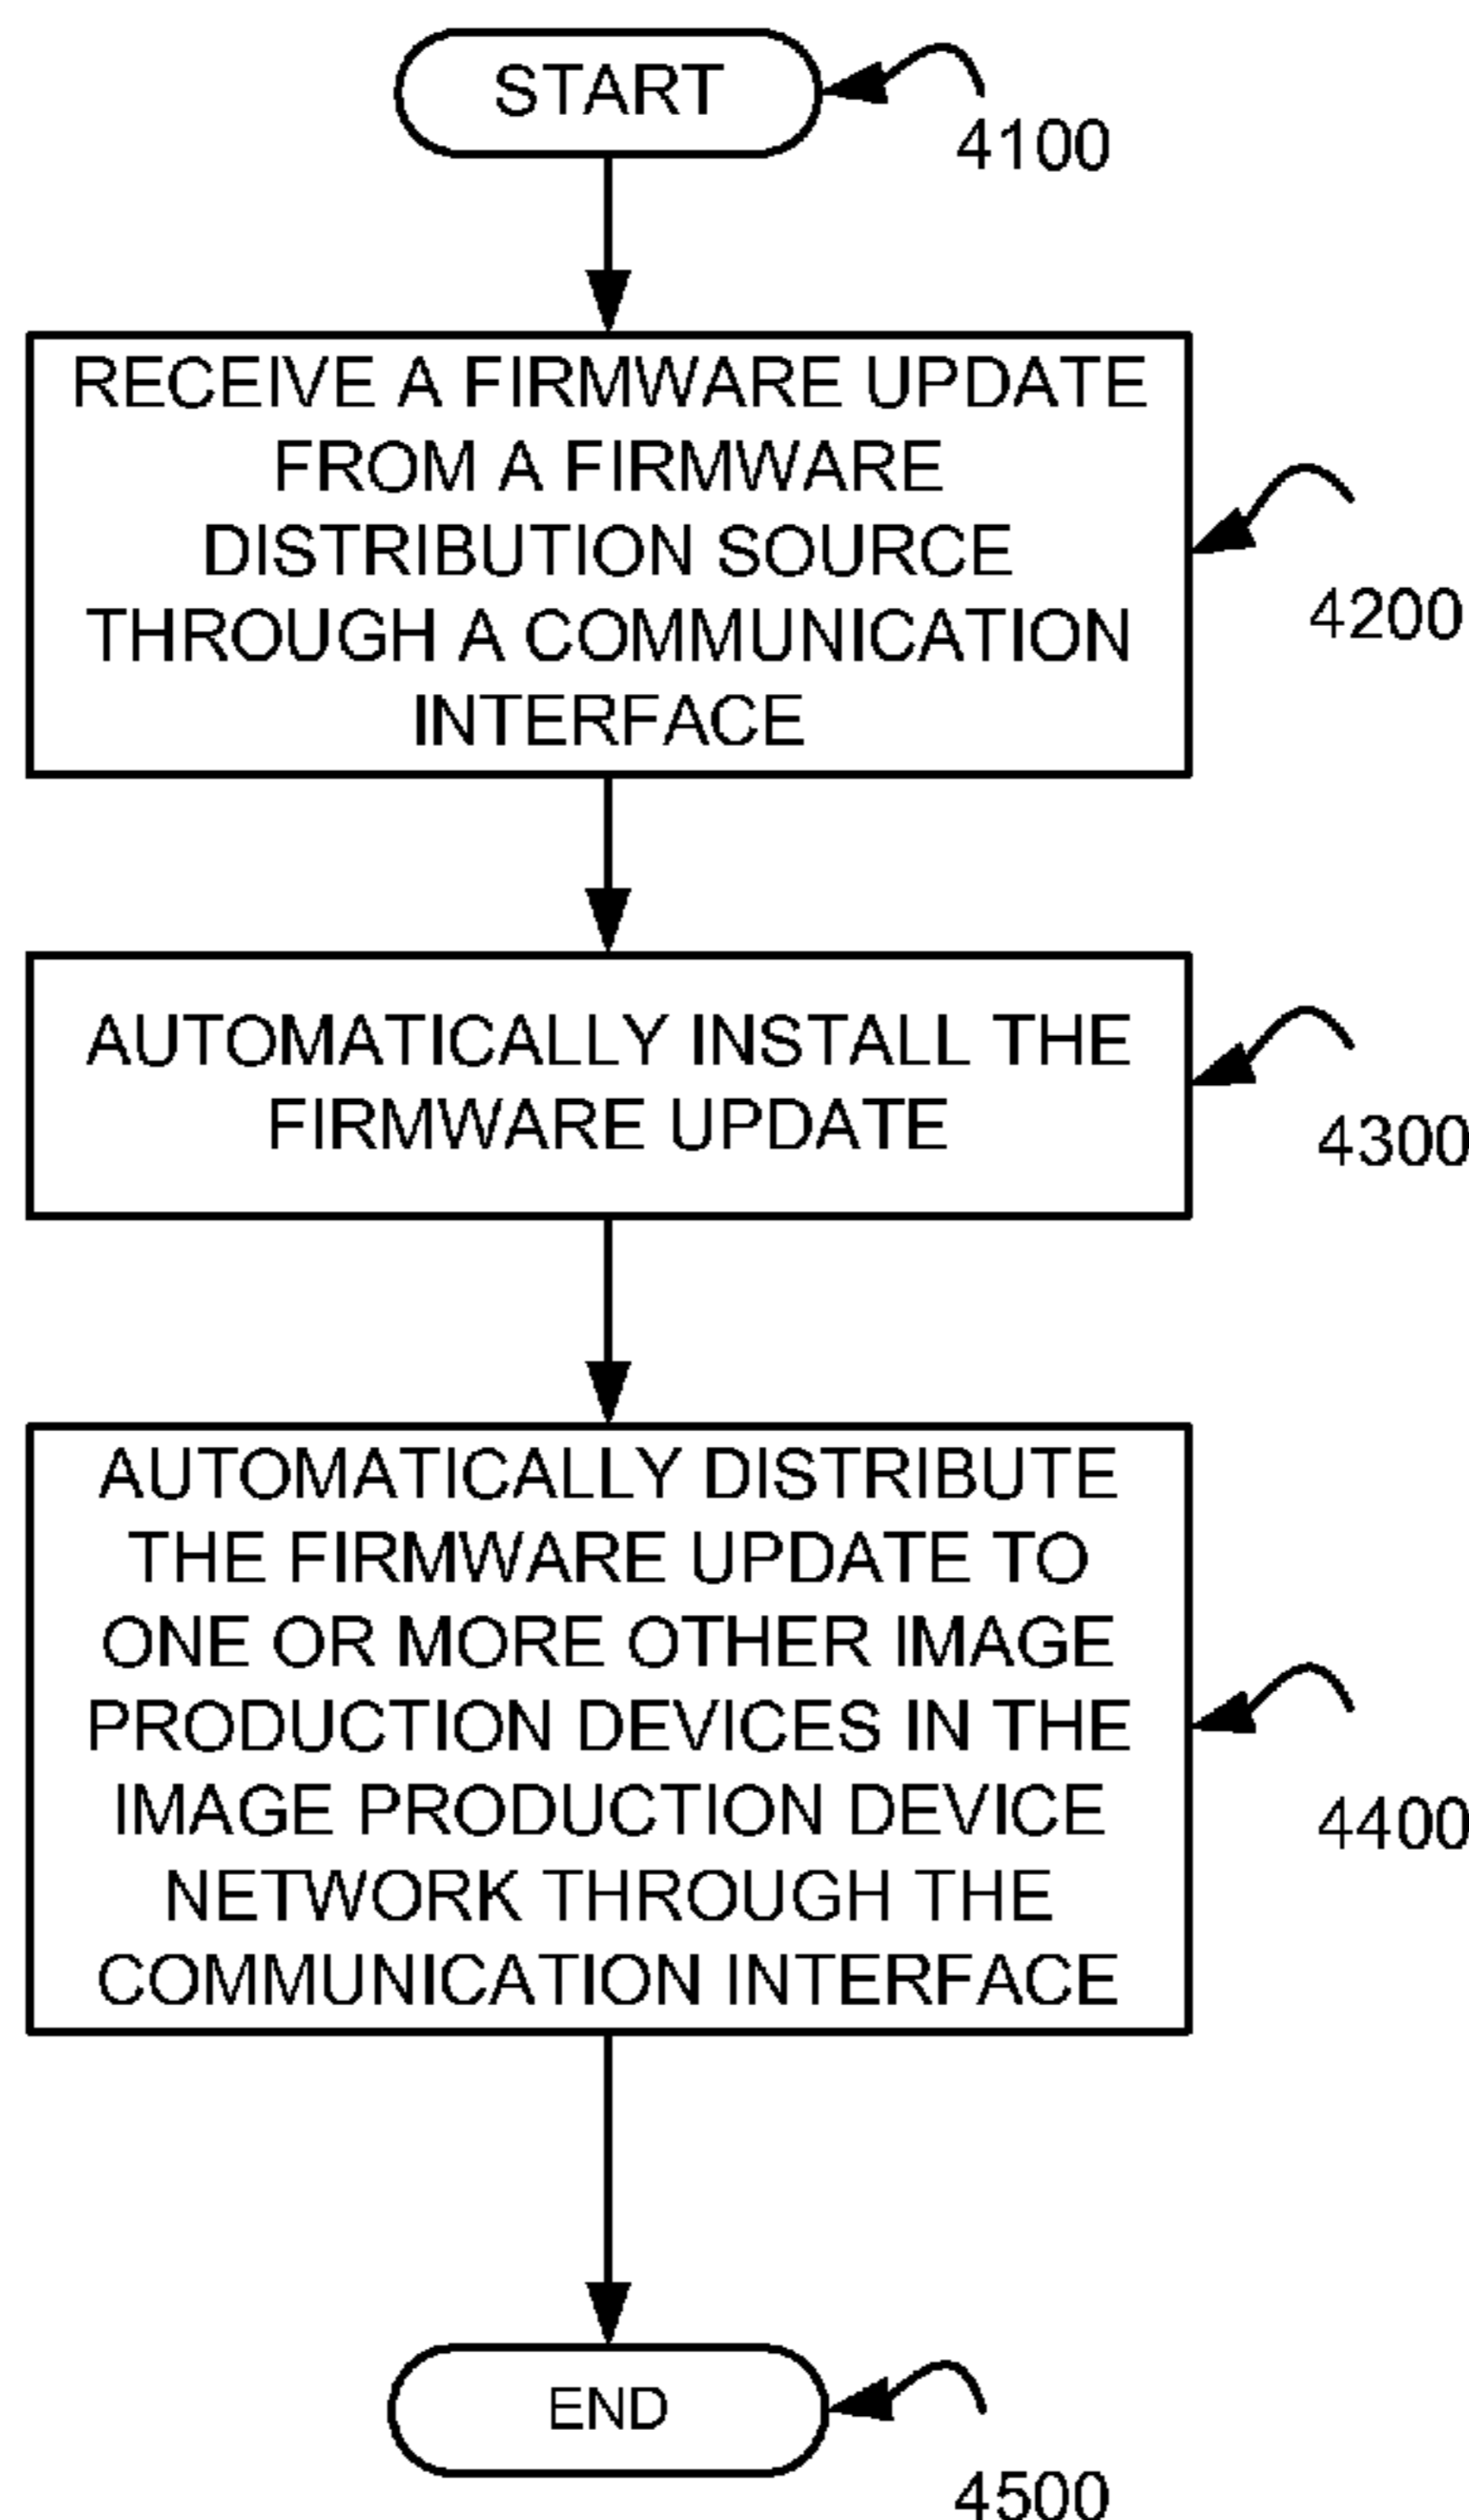 START
4100
RECEIVE A FIRMWARE UPDATE
FROM A FIRMWARE
DISTRIBUTION SOURCE
THROUGH A COMMUNICATION
INTERFACE
4200
AUTOMATICALLY INSTALL THE
FIRMWARE UPDATE
4300
AUTOMATICALLY DISTRIBUTE
THE FIRMWARE UPDATE TO
ONE OR MORE OTHER IMAGE
PRODUCTION DEVICES IN THE
IMAGE PRODUCTION DEVICE
NETWORK THROUGH THE
COMMUNICATION INTERFACE
4400
END
4500